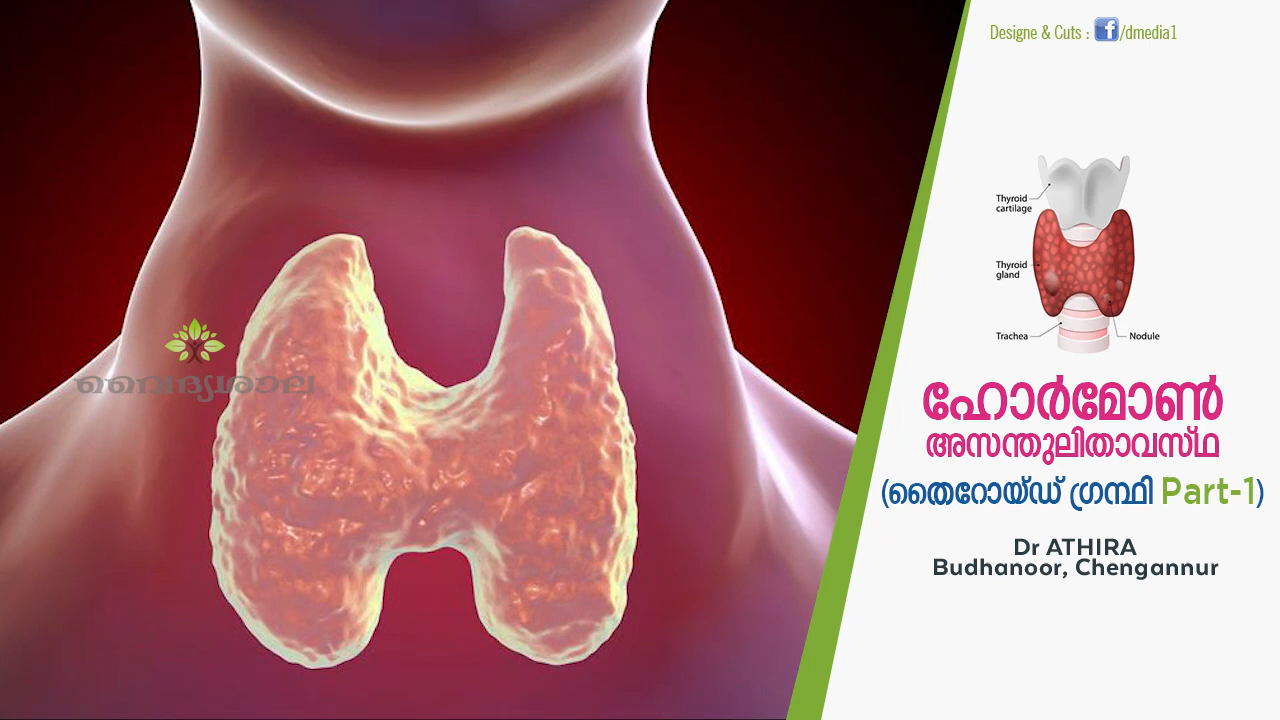 Designe & Cuts : f/dmedia1
Thyroid
cartilage
Thyroid
gland
Trachea
Nodule
വൈദ്യശാല
ഹോർമോൺ
അസന്തുലിതാവസ്ഥ
(തൈറോയ്ഡ് ഗ്രന്ഥി Part-1)
Dr ATHIRA
Budhanoor, Chengannur